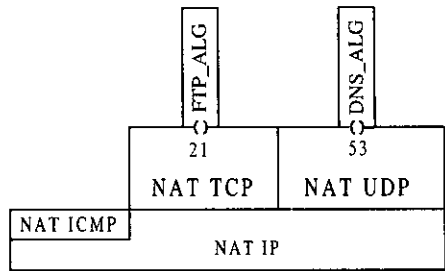 FTP_ALG
DNS_ALG
21
53
NAT TCP
NAT UDP
NAT ICMP
NAT IP